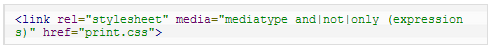 <link rel="stylesheet" media="mediatype and|not|only (expression
s)" href="print.css">